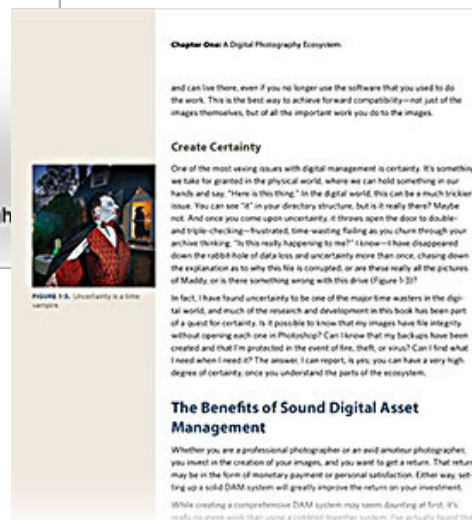 Chapter One: A Digital Photography Ecosystem
and can live there, even if you no longer use the software that you used to do
the work. This is the best way to achieve forward compatibility—not just of the
images themselves, but of all the important work you do to the images.
Create Certainty
One of the most vexing issues with digital management is certainty. It's something
we take for granted in the physical world, where we can hold something in our
hands and say, "Here is this thing." In the digital world, this can be a much trickier
issue. You can see "it" in your directory structure, but is it really there? Maybe
not. And once you come upon uncertainty, it throws open the door to double-
and triple-checking—frustrated, time-wasting flailing as you churn through your
archive thinking, "Is this really happening to me?" I know—I have disappeared
down the rabbit hole of data loss and uncertainty more than once, chasing down
the explanation as to why this file is corrupted, or are these really all the pictures
of Maddy, or is there something wrong with this drive (Figure 1-3)?
FIGURE 1-3. Uncertainty is a time
vampire.
In fact, I have found uncertainty to be one of the major time wasters in the digi-
tal world, and much of the research and development in this book has been part
of a quest for certainty. Is it possible to know that my images have file integrity
without opening each one in Photoshop? Can I know that my backups have been
created and that I'm protected in the event of fire, theft, or virus? Can I find what
I need when I need it? The answer, I can report, is yes; you can have a very high
degree of certainty, once you understand the parts of the ecosystem.
The Benefits of Sound Digital Asset
Management
Whether you are a professional photographer or an avid amateur photographer,
you invest in the creation of your images, and you want to get a return. That return
may be in the form of monetary payment or personal satisfaction. Either way, set-
ting up a solid DAM system will greatly improve the return on your investment.
While creating a comprehensive DAM system may seem daunting at first, it's
really no more work than using a cobbled together system. I've actually found that